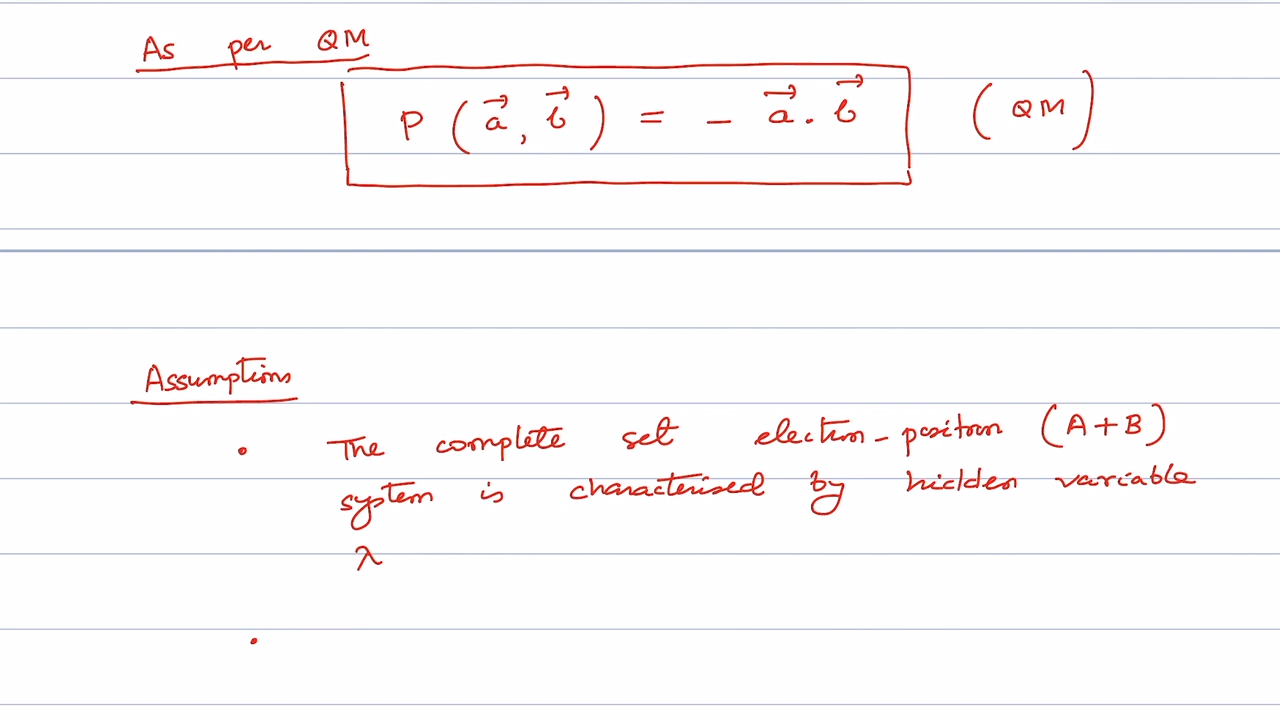 As per QM
P(a⃗, b⃗) = - a⃗ . b⃗ (QM)
Assumptions
• The complete set electron-positron (A+B)
system is characterised by hidden variable
λ
•